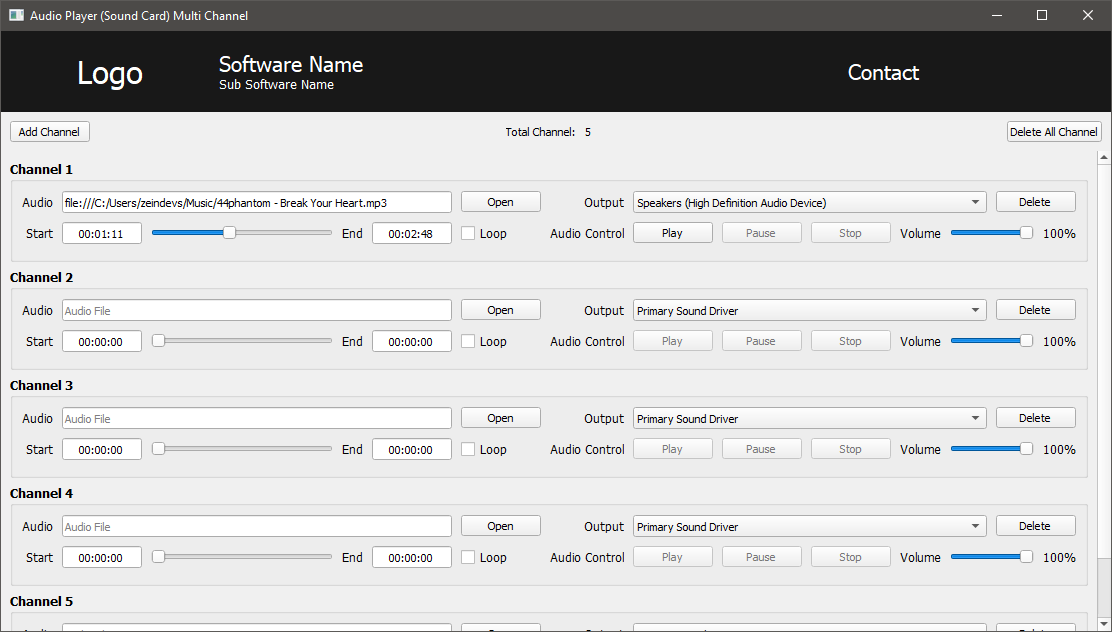 Audio Player (Sound Card) Multi Channel
Logo
Software Name
Sub Software Name
Contact
Add Channel
Total Channel: 5
Delete All Channel
Channel 1
Audio file:///C:/Users/zeindevs/Music/44phantom - Break Your Heart.mp3 Open Output Speakers (High Definition Audio Device) Delete
Start 00:01:11 End 00:02:48 Loop Audio Control Play Pause Stop Volume 100%
Channel 2
Audio Audio File Open Output Primary Sound Driver Delete
Start 00:00:00 End 00:00:00 Loop Audio Control Play Pause Stop Volume 100%
Channel 3
Audio Audio File Open Output Primary Sound Driver Delete
Start 00:00:00 End 00:00:00 Loop Audio Control Play Pause Stop Volume 100%
Channel 4
Audio Audio File Open Output Primary Sound Driver Delete
Start 00:00:00 End 00:00:00 Loop Audio Control Play Pause Stop Volume 100%
Channel 5